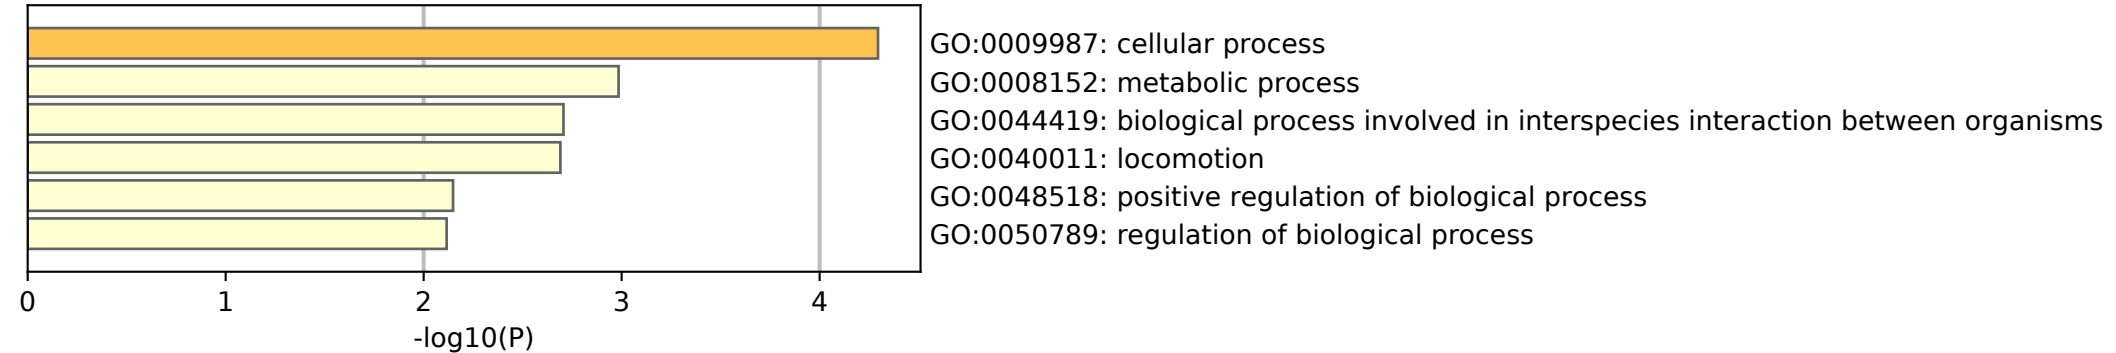 GO:0009987: cellular process
GO:0008152: metabolic process
GO:0044419: biological process involved in interspecies interaction between organisms
GO:0040011: locomotion
GO:0048518: positive regulation of biological process
GO:0050789: regulation of biological process
0 1 2 3 4
-log10(P)